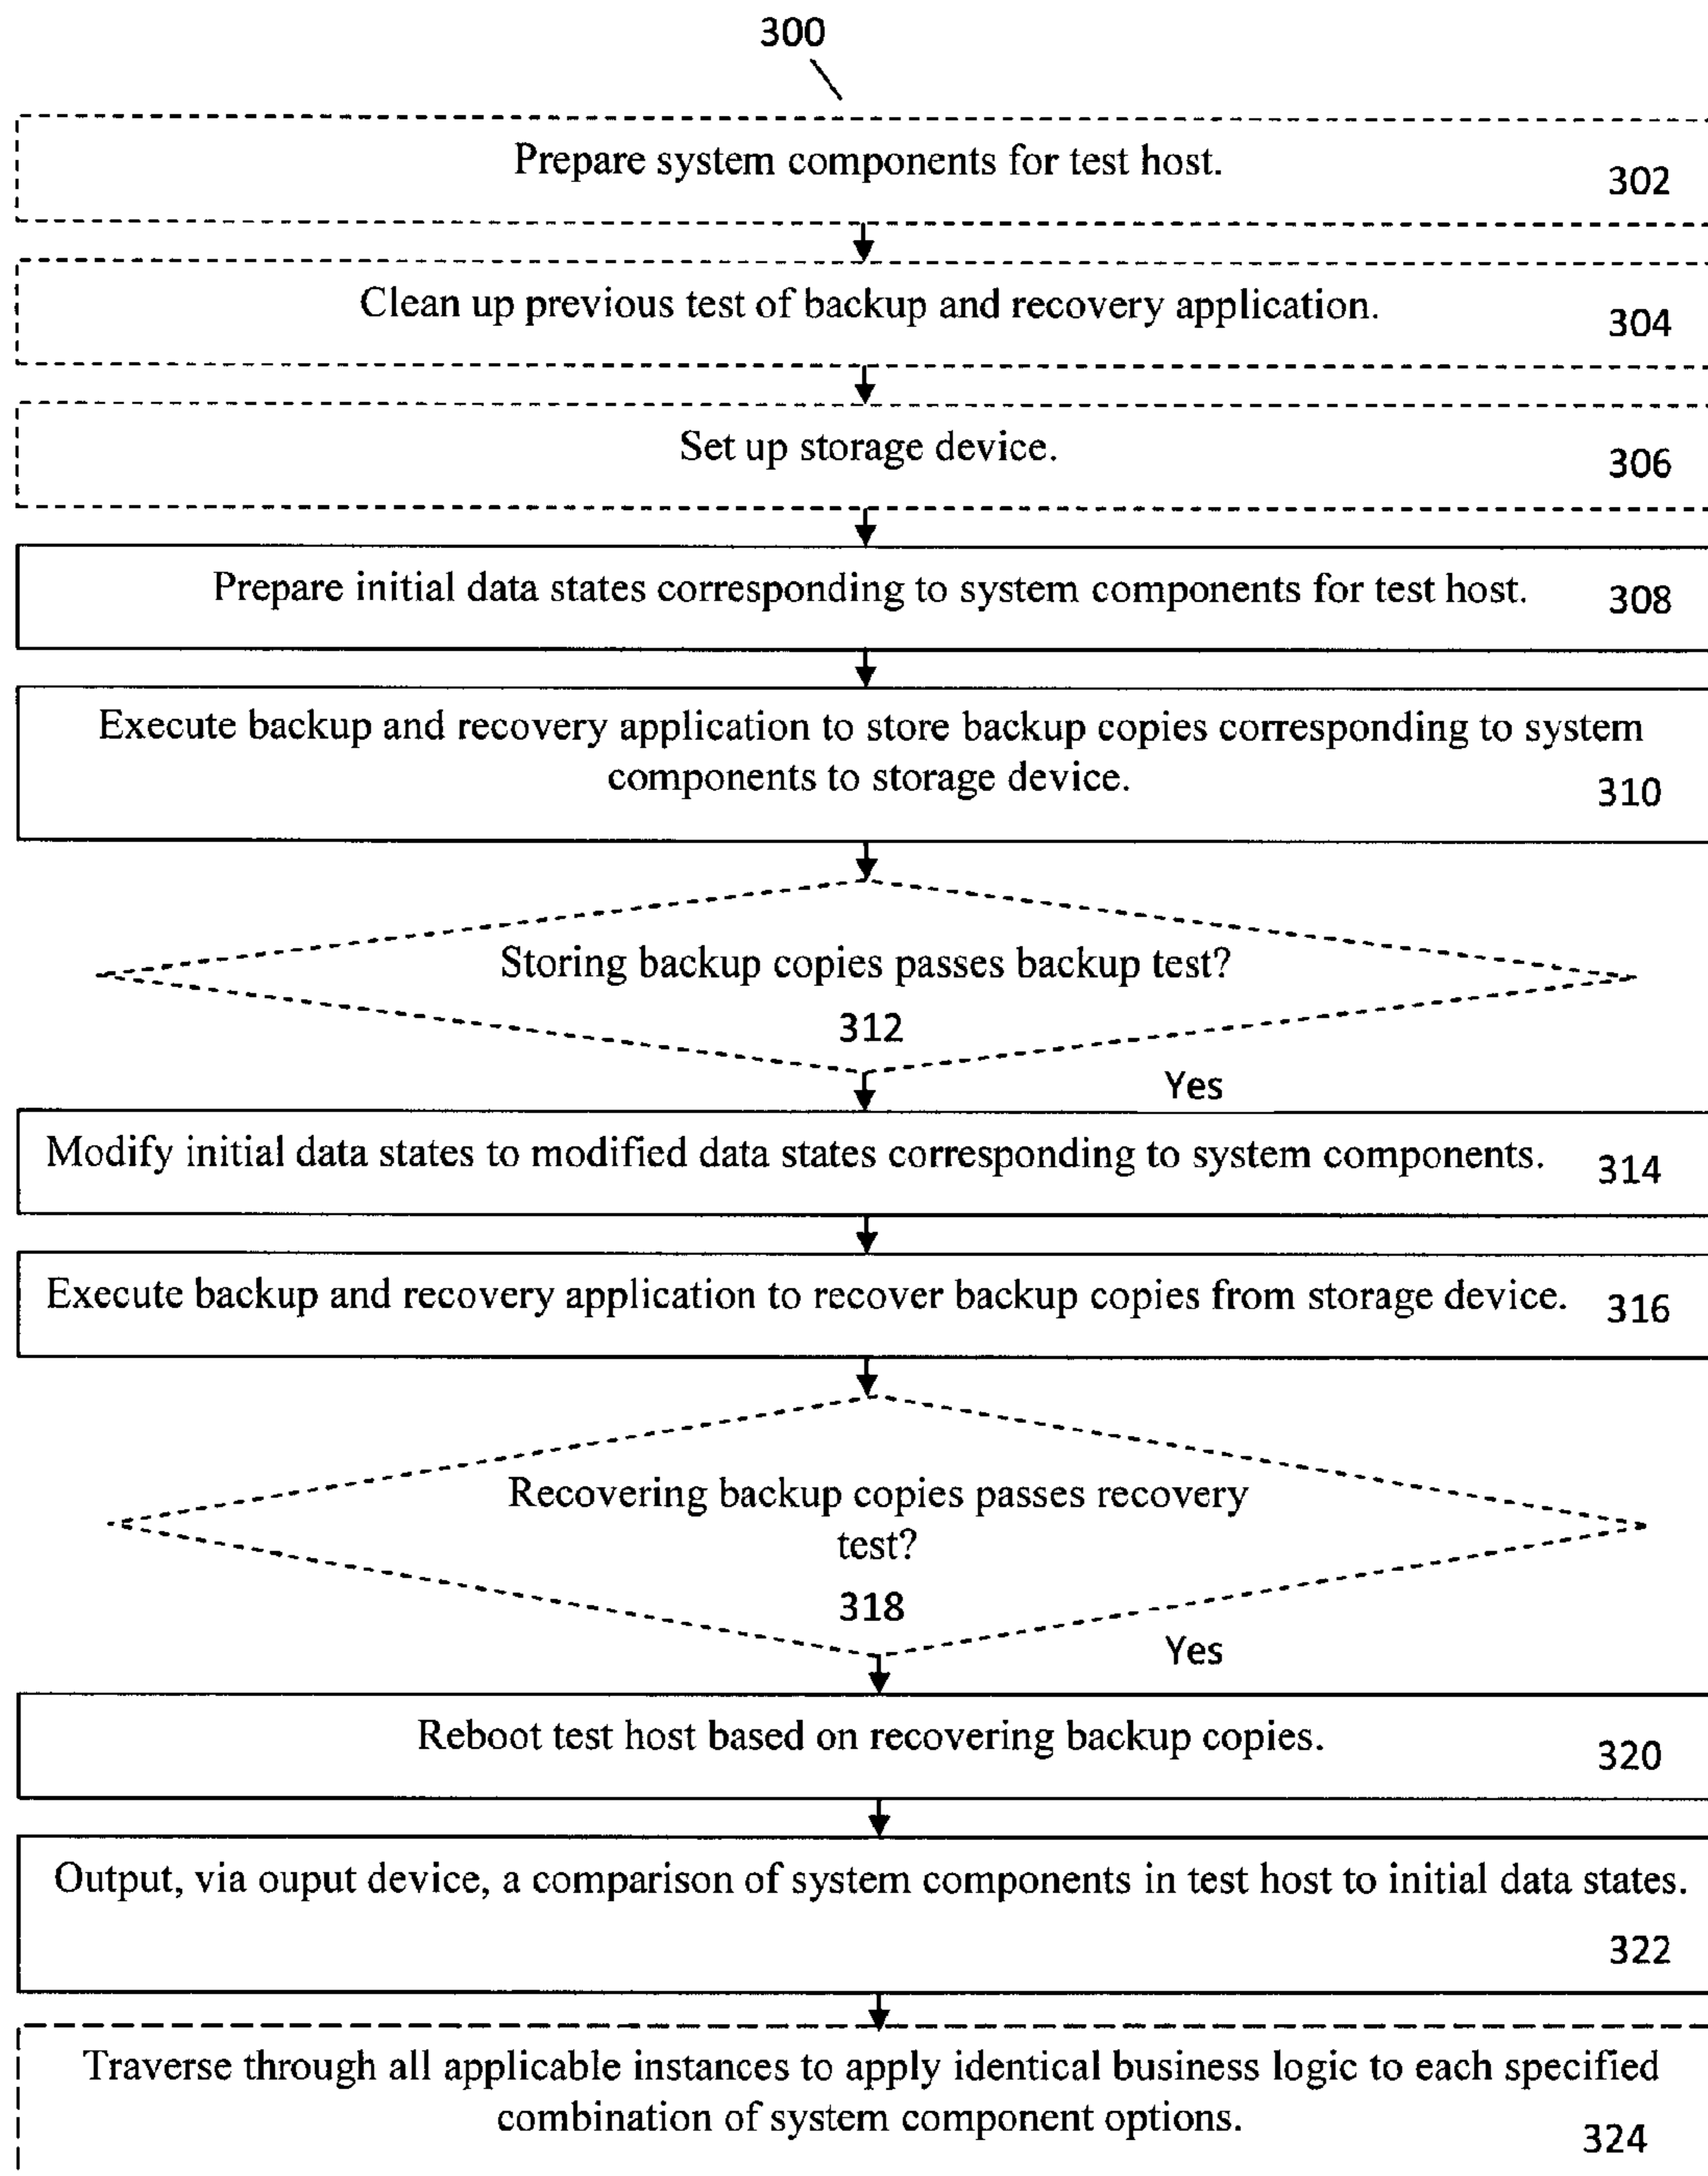 300
Prepare system components for test host.
302
Clean up previous test of backup and recovery application.
304
Set up storage device.
306
Prepare initial data states corresponding to system components for test host.
308
Execute backup and recovery application to store backup copies corresponding to system
components to storage device.
310
Storing backup copies passes backup test?
312
Yes
Modify initial data states to modified data states corresponding to system components.
314
Execute backup and recovery application to recover backup copies from storage device.
316
Recovering backup copies passes recovery
test?
318
Yes
Reboot test host based on recovering backup copies.
320
Output, via ouput device, a comparison of system components in test host to initial data states.
322
Traverse through all applicable instances to apply identical business logic to each specified
combination of system component options.
324